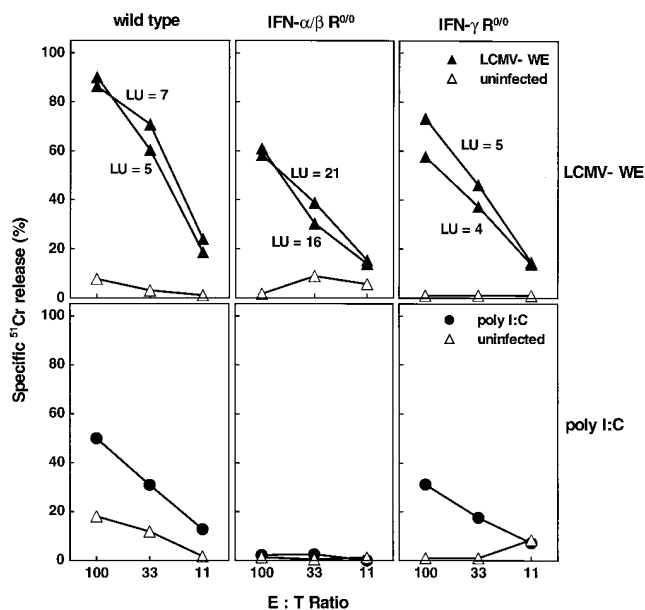 wild type
IFN-α/β R⁰/⁰
IFN-γ R⁰/⁰
100
80
60
40
20
0
LU = 7
LU = 5
LU = 21
LU = 16
LCMV- WE
uninfected
LU = 5
LU = 4
LCMV- WE
Specific ⁵¹Cr release (%)
100
80
60
40
20
0
poly I:C
uninfected
poly I:C
100 33 11
100 33 11
100 33 11
E : T Ratio